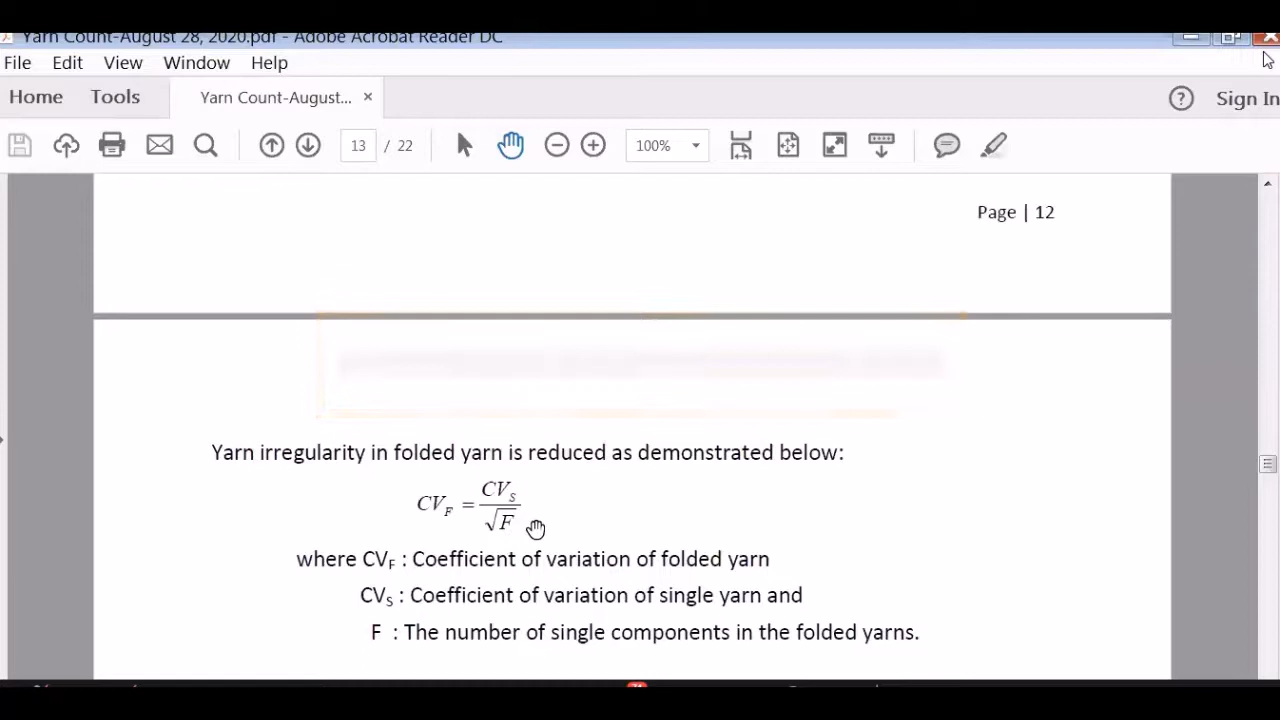 Yarn Count-August 28, 2020.pdf - Adobe Acrobat Reader DC
File Edit View Window Help
Home Tools Yarn Count-August... × ? Sign In
13 / 22 100%
Page | 12
Yarn irregularity in folded yarn is reduced as demonstrated below:
CV_F = CV_S / √F
where CV_F : Coefficient of variation of folded yarn
CV_S : Coefficient of variation of single yarn and
F : The number of single components in the folded yarns.